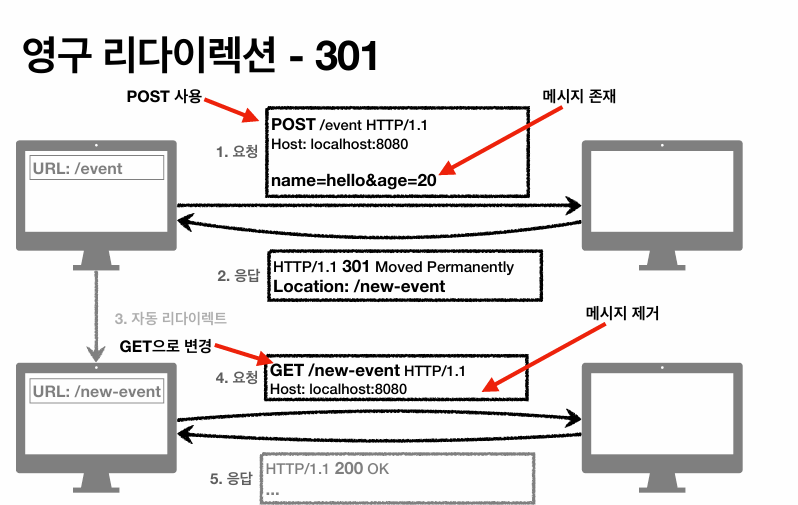 영구 리다이렉션 - 301
POST 사용
메시지 존재
1. 요청
POST /event HTTP/1.1
Host: localhost:8080
name=hello&age=20
URL: /event
2. 응답
HTTP/1.1 301 Moved Permanently
Location: /new-event
3. 자동 리다이렉트
메시지 제거
GET으로 변경
4. 요청
GET /new-event HTTP/1.1
Host: localhost:8080
URL: /new-event
5. 응답
HTTP/1.1 200 OK
...